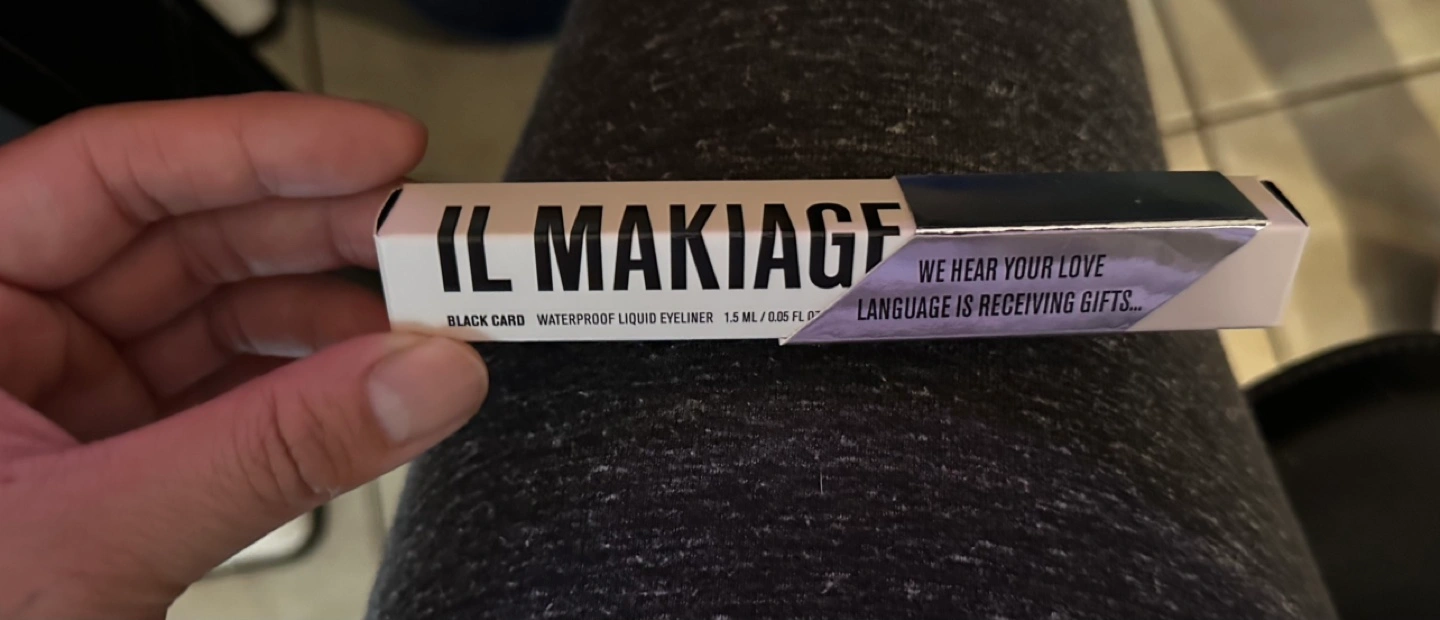 IL MAKIAGE
BLACK CARD WATERPROOF LIQUID EYELINER 1.5 ML / 0.05 FL OZ
WE HEAR YOUR LOVE
LANGUAGE IS RECEIVING GIFTS...